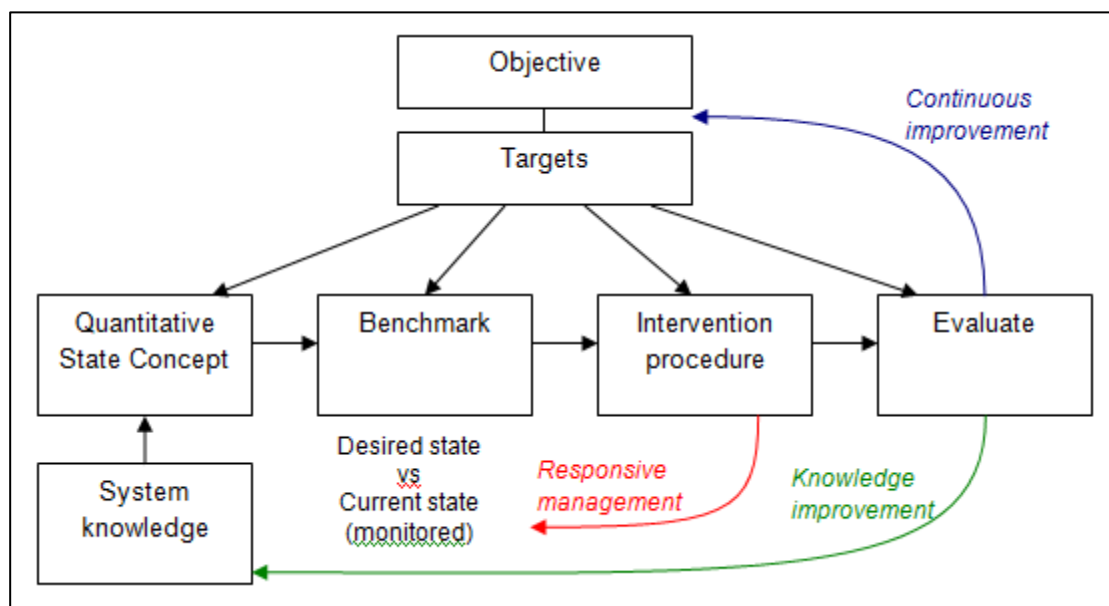 Objective
Continuous
improvement
Targets
Quantitative
State Concept
Benchmark
Intervention
procedure
Evaluate
Desired state
vs
Current state
(monitored)
Responsive
management
Knowledge
improvement
System
knowledge